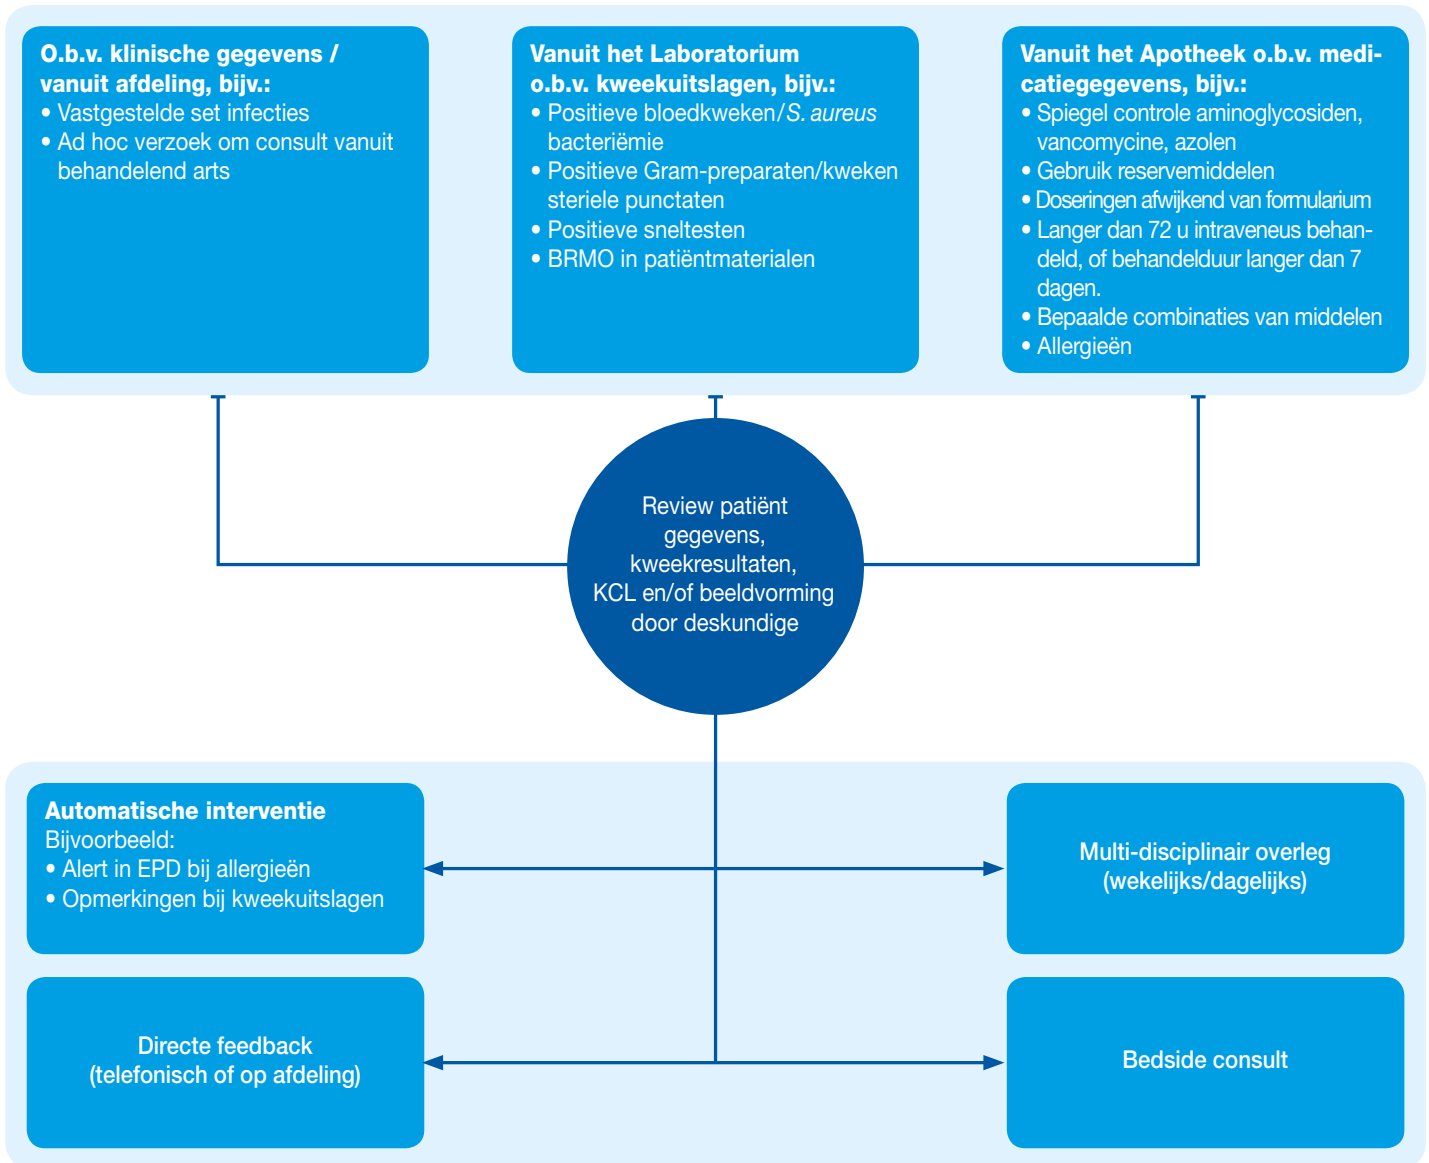 O.b.v. klinische gegevens /
vanuit afdeling, bijv.:
• Vastgestelde set infecties
• Ad hoc verzoek om consult vanuit
behandelend arts
Vanuit het Laboratorium
o.b.v. kweekuitslagen, bijv.:
• Positieve bloedkweken/S. aureus
bacteriëmie
• Positieve Gram-preparaten/kweken
steriele punctaten
• Positieve sneltesten
• BRMO in patiëntmaterialen
Vanuit het Apotheek o.b.v. medi-
catiegegevens, bijv.:
• Spiegel controle aminoglycosiden,
vancomycine, azolen
• Gebruik reservemiddelen
• Doseringen afwijkend van formularium
• Langer dan 72 u intraveneus behan-
deld, of behandelduur langer dan 7
dagen.
• Bepaalde combinaties van middelen
• Allergieën
Review patiënt
gegevens,
kweekresultaten,
KCL en/of beeldvorming
door deskundige
Automatische interventie
Bijvoorbeeld:
• Alert in EPD bij allergieën
• Opmerkingen bij kweekuitslagen
Multi-disciplinair overleg
(wekelijks/dagelijks)
Directe feedback
(telefonisch of op afdeling)
Bedside consult